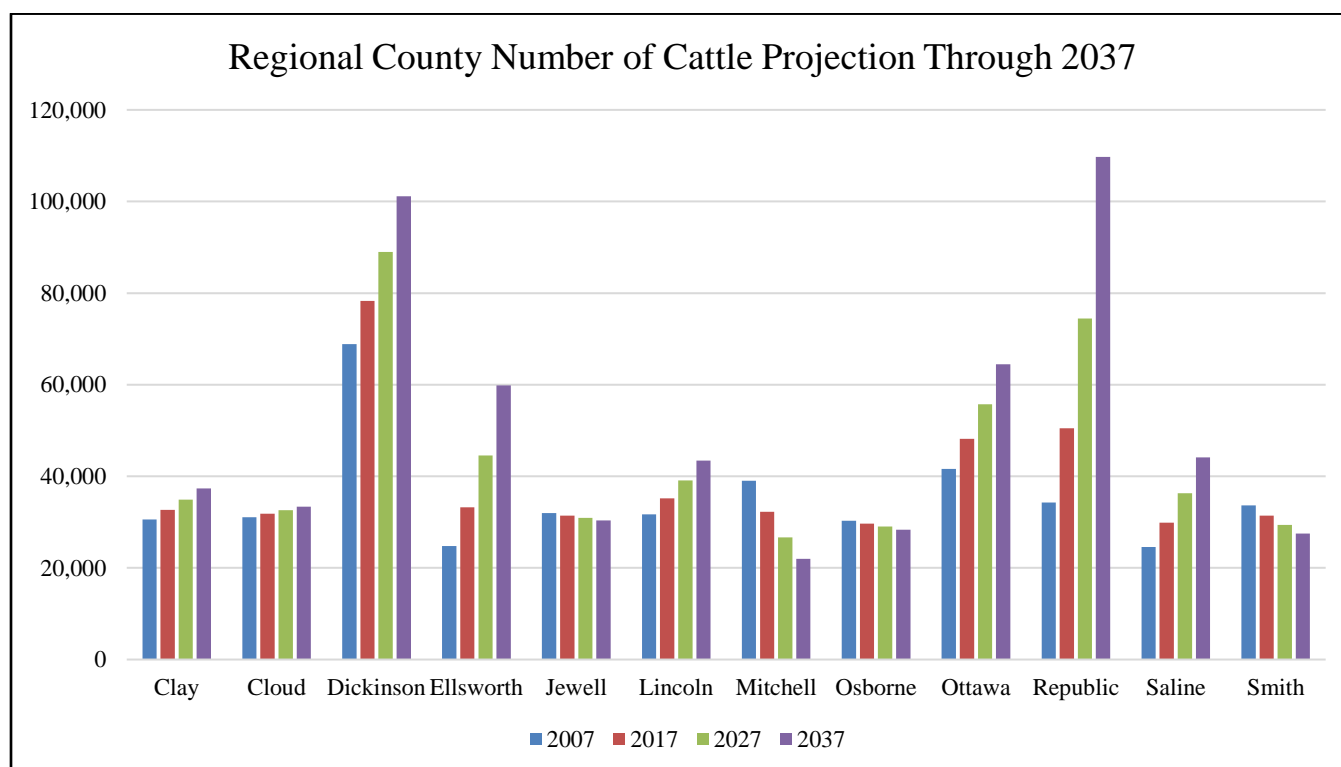 Regional County Number of Cattle Projection Through 2037
120,000
100,000
80,000
60,000
40,000
20,000
0
Clay Cloud Dickinson Ellsworth Jewell Lincoln Mitchell Osborne Ottawa Republic Saline Smith
2007 2017 2027 2037